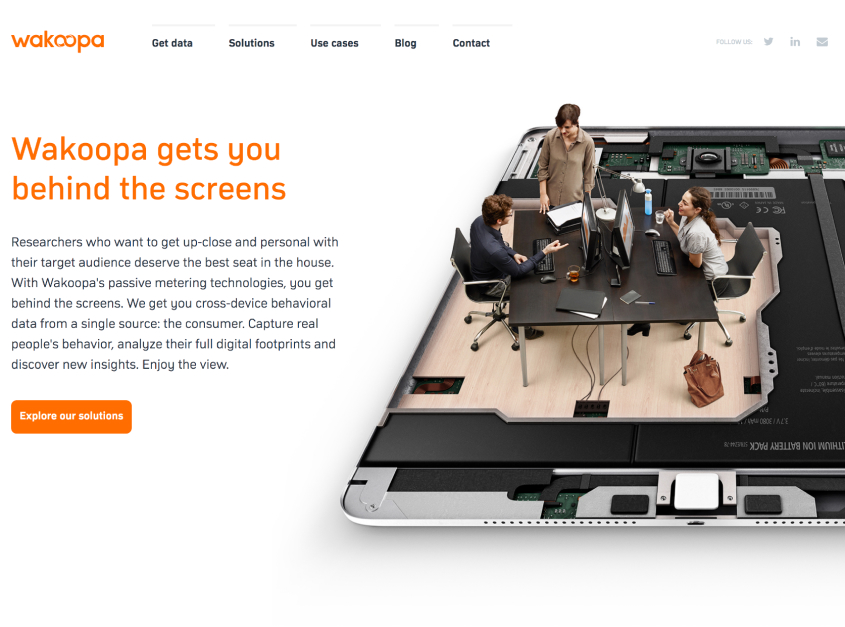 wakoopa
Get data
Solutions
Use cases
Blog
Contact
FOLLOW US:
Wakoopa gets you
behind the screens
Researchers who want to get up-close and personal with
their target audience deserve the best seat in the house.
With Wakoopa's passive metering technologies, you get
behind the screens. We get you cross-device behavioral
data from a single source: the consumer. Capture real
people's behavior, analyze their full digital footprints and
discover new insights. Enjoy the view.
Explore our solutions
LITHIUM ION BATTERY PACK